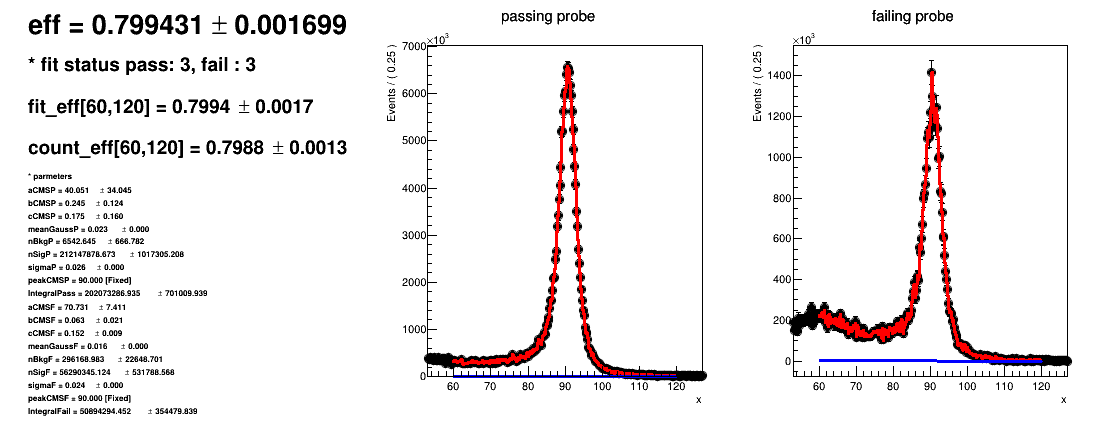 eff = 0.799431 ± 0.001699
* fit status pass: 3, fail : 3
fit_eff[60,120] = 0.7994 ± 0.0017
count_eff[60,120] = 0.7988 ± 0.0013
* parmeters
aCMSP = 40.051 ± 34.045
bCMSP = 0.245 ± 0.124
cCMSP = 0.175 ± 0.160
meanGaussP = 0.023 ± 0.000
nBkgP = 6542.645 ± 666.782
nSigP = 212147878.673 ± 1017305.208
sigmaP = 0.026 ± 0.000
peakCMSP = 90.000 [Fixed]
IntegralPass = 202073286.935 ± 701009.939
aCMSF = 70.731 ± 7.411
bCMSF = 0.063 ± 0.021
cCMSF = 0.152 ± 0.009
meanGaussF = 0.016 ± 0.000
nBkgF = 296168.983 ± 22648.701
nSigF = 56290345.124 ± 531788.568
sigmaF = 0.024 ± 0.000
peakCMSF = 90.000 [Fixed]
IntegralFail = 50894294.452 ± 354479.839
passing probe
×10³
Events / ( 0.25 )
7000
6000
5000
4000
3000
2000
1000
0
60 70 80 90 100 110 120
x
failing probe
×10³
Events / ( 0.25 )
1400
1200
1000
800
600
400
200
0
60 70 80 90 100 110 120
x